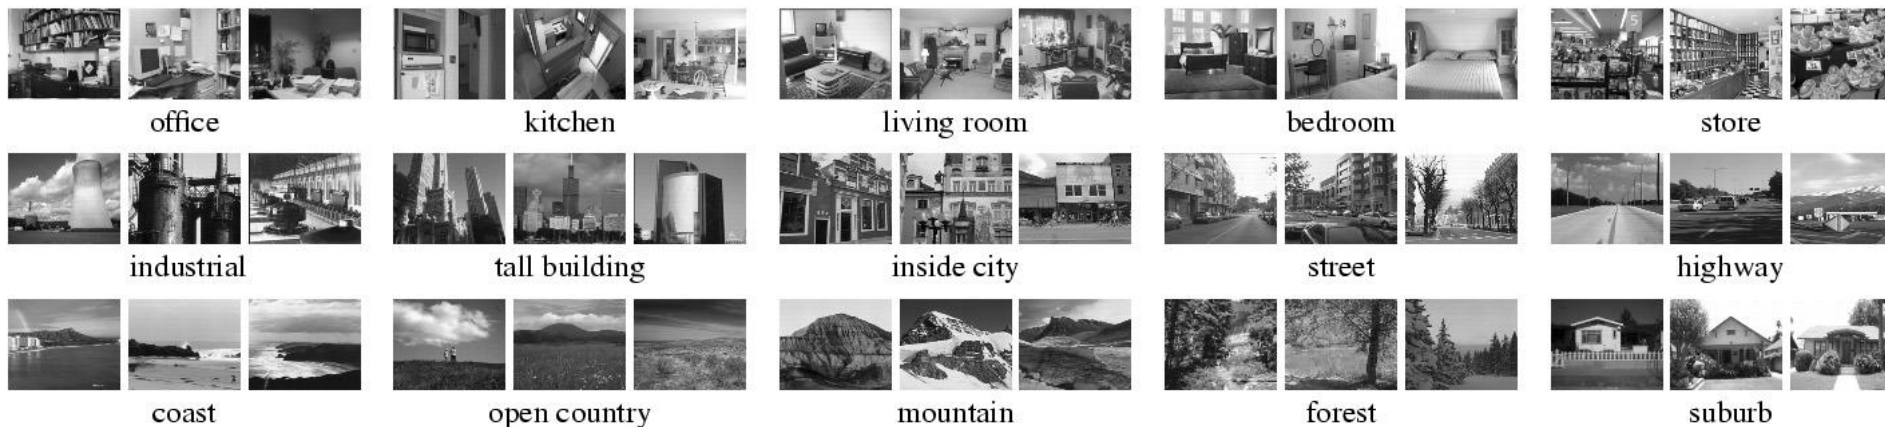 office kitchen living room bedroom store
industrial tall building inside city street highway
coast open country mountain forest suburb